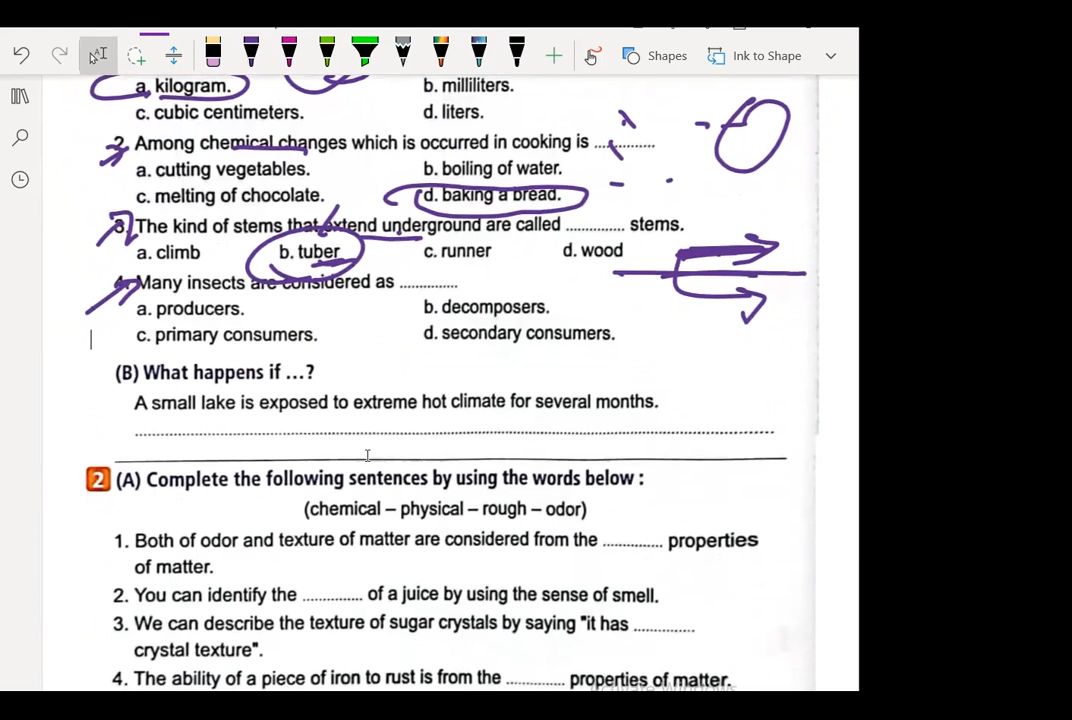 Shapes
Ink to Shape
a. kilogram.
b. milliliters.
c. cubic centimeters.
d. liters.
2. Among chemical changes which is occurred in cooking is ..............
a. cutting vegetables.
b. boiling of water.
c. melting of chocolate.
d. baking a bread.
3. The kind of stems that extend underground are called .............. stems.
a. climb
b. tuber
c. runner
d. wood
4. Many insects are considered as ..............
a. producers.
b. decomposers.
c. primary consumers.
d. secondary consumers.
(B) What happens if ...?
A small lake is exposed to extreme hot climate for several months.
2 (A) Complete the following sentences by using the words below :
(chemical – physical – rough – odor)
1. Both of odor and texture of matter are considered from the .............. properties
of matter.
2. You can identify the .............. of a juice by using the sense of smell.
3. We can describe the texture of sugar crystals by saying "it has ..............
crystal texture".
4. The ability of a piece of iron to rust is from the .............. properties of matter.